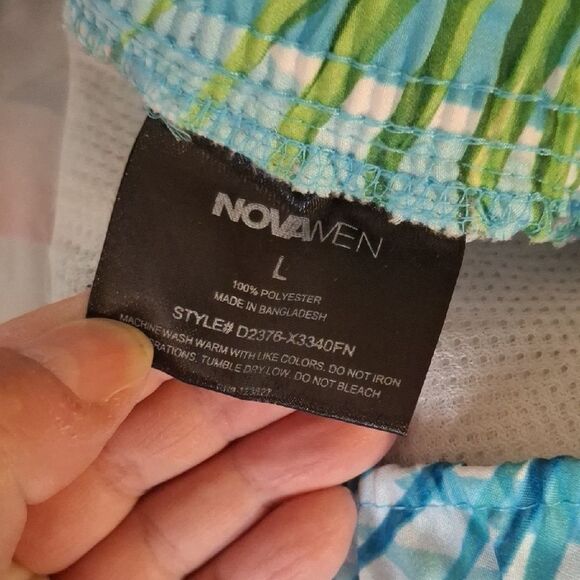 NOVAMEN
L
100% POLYESTER
MADE IN BANGLADESH
STYLE# D2376-X3340FN
MACHINE WASH WARM WITH LIKE COLORS. DO NOT IRON
ORATIONS. TUMBLE DRY LOW. DO NOT BLEACH